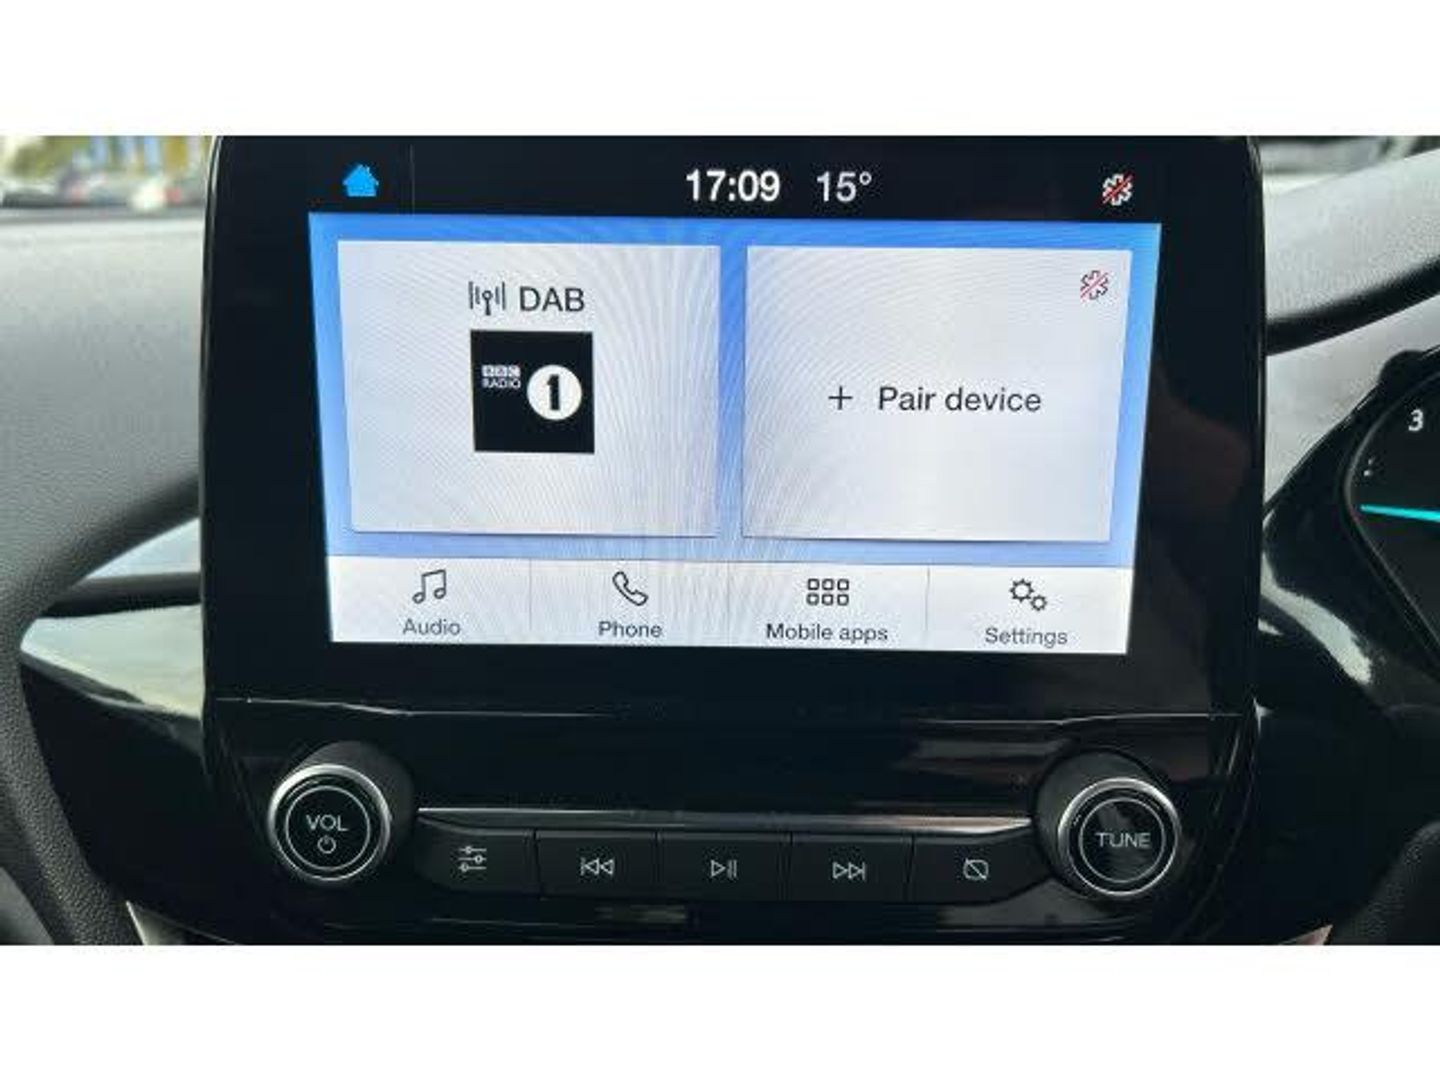 17:09 15°
DAB
BBC
RADIO
1
+ Pair device
Audio
Phone
Mobile apps
Settings
3
VOL
TUNE